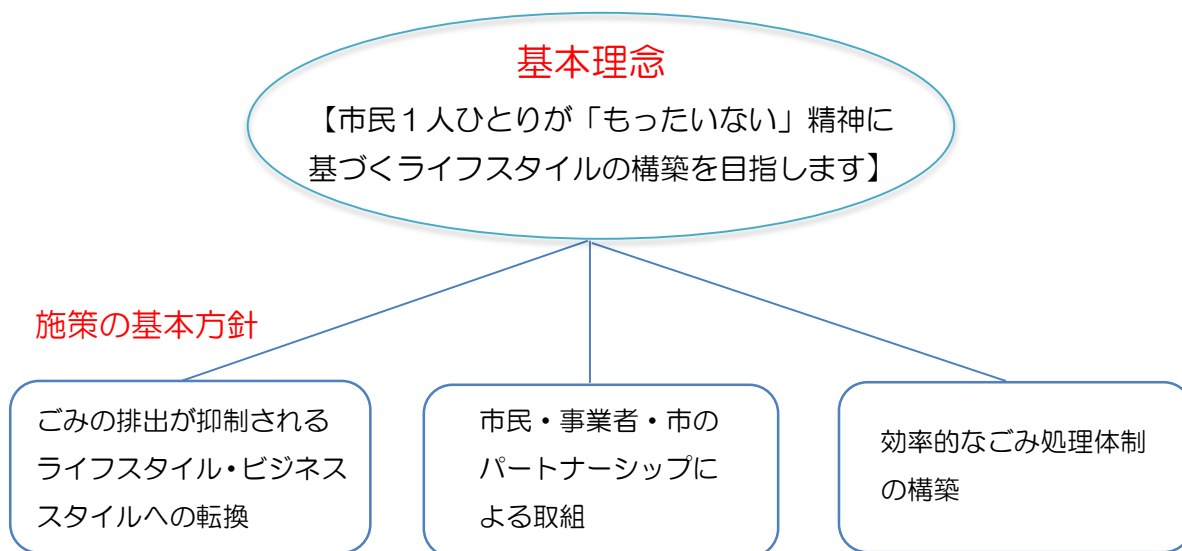 基本理念
【市民１人ひとりが「もったいない」精神に
基づくライフスタイルの構築を目指します】
施策の基本方針
ごみの排出が抑制される
ライフスタイル・ビジネス
スタイルへの転換
市民・事業者・市の
パートナーシップに
よる取組
効率的なごみ処理体制
の構築